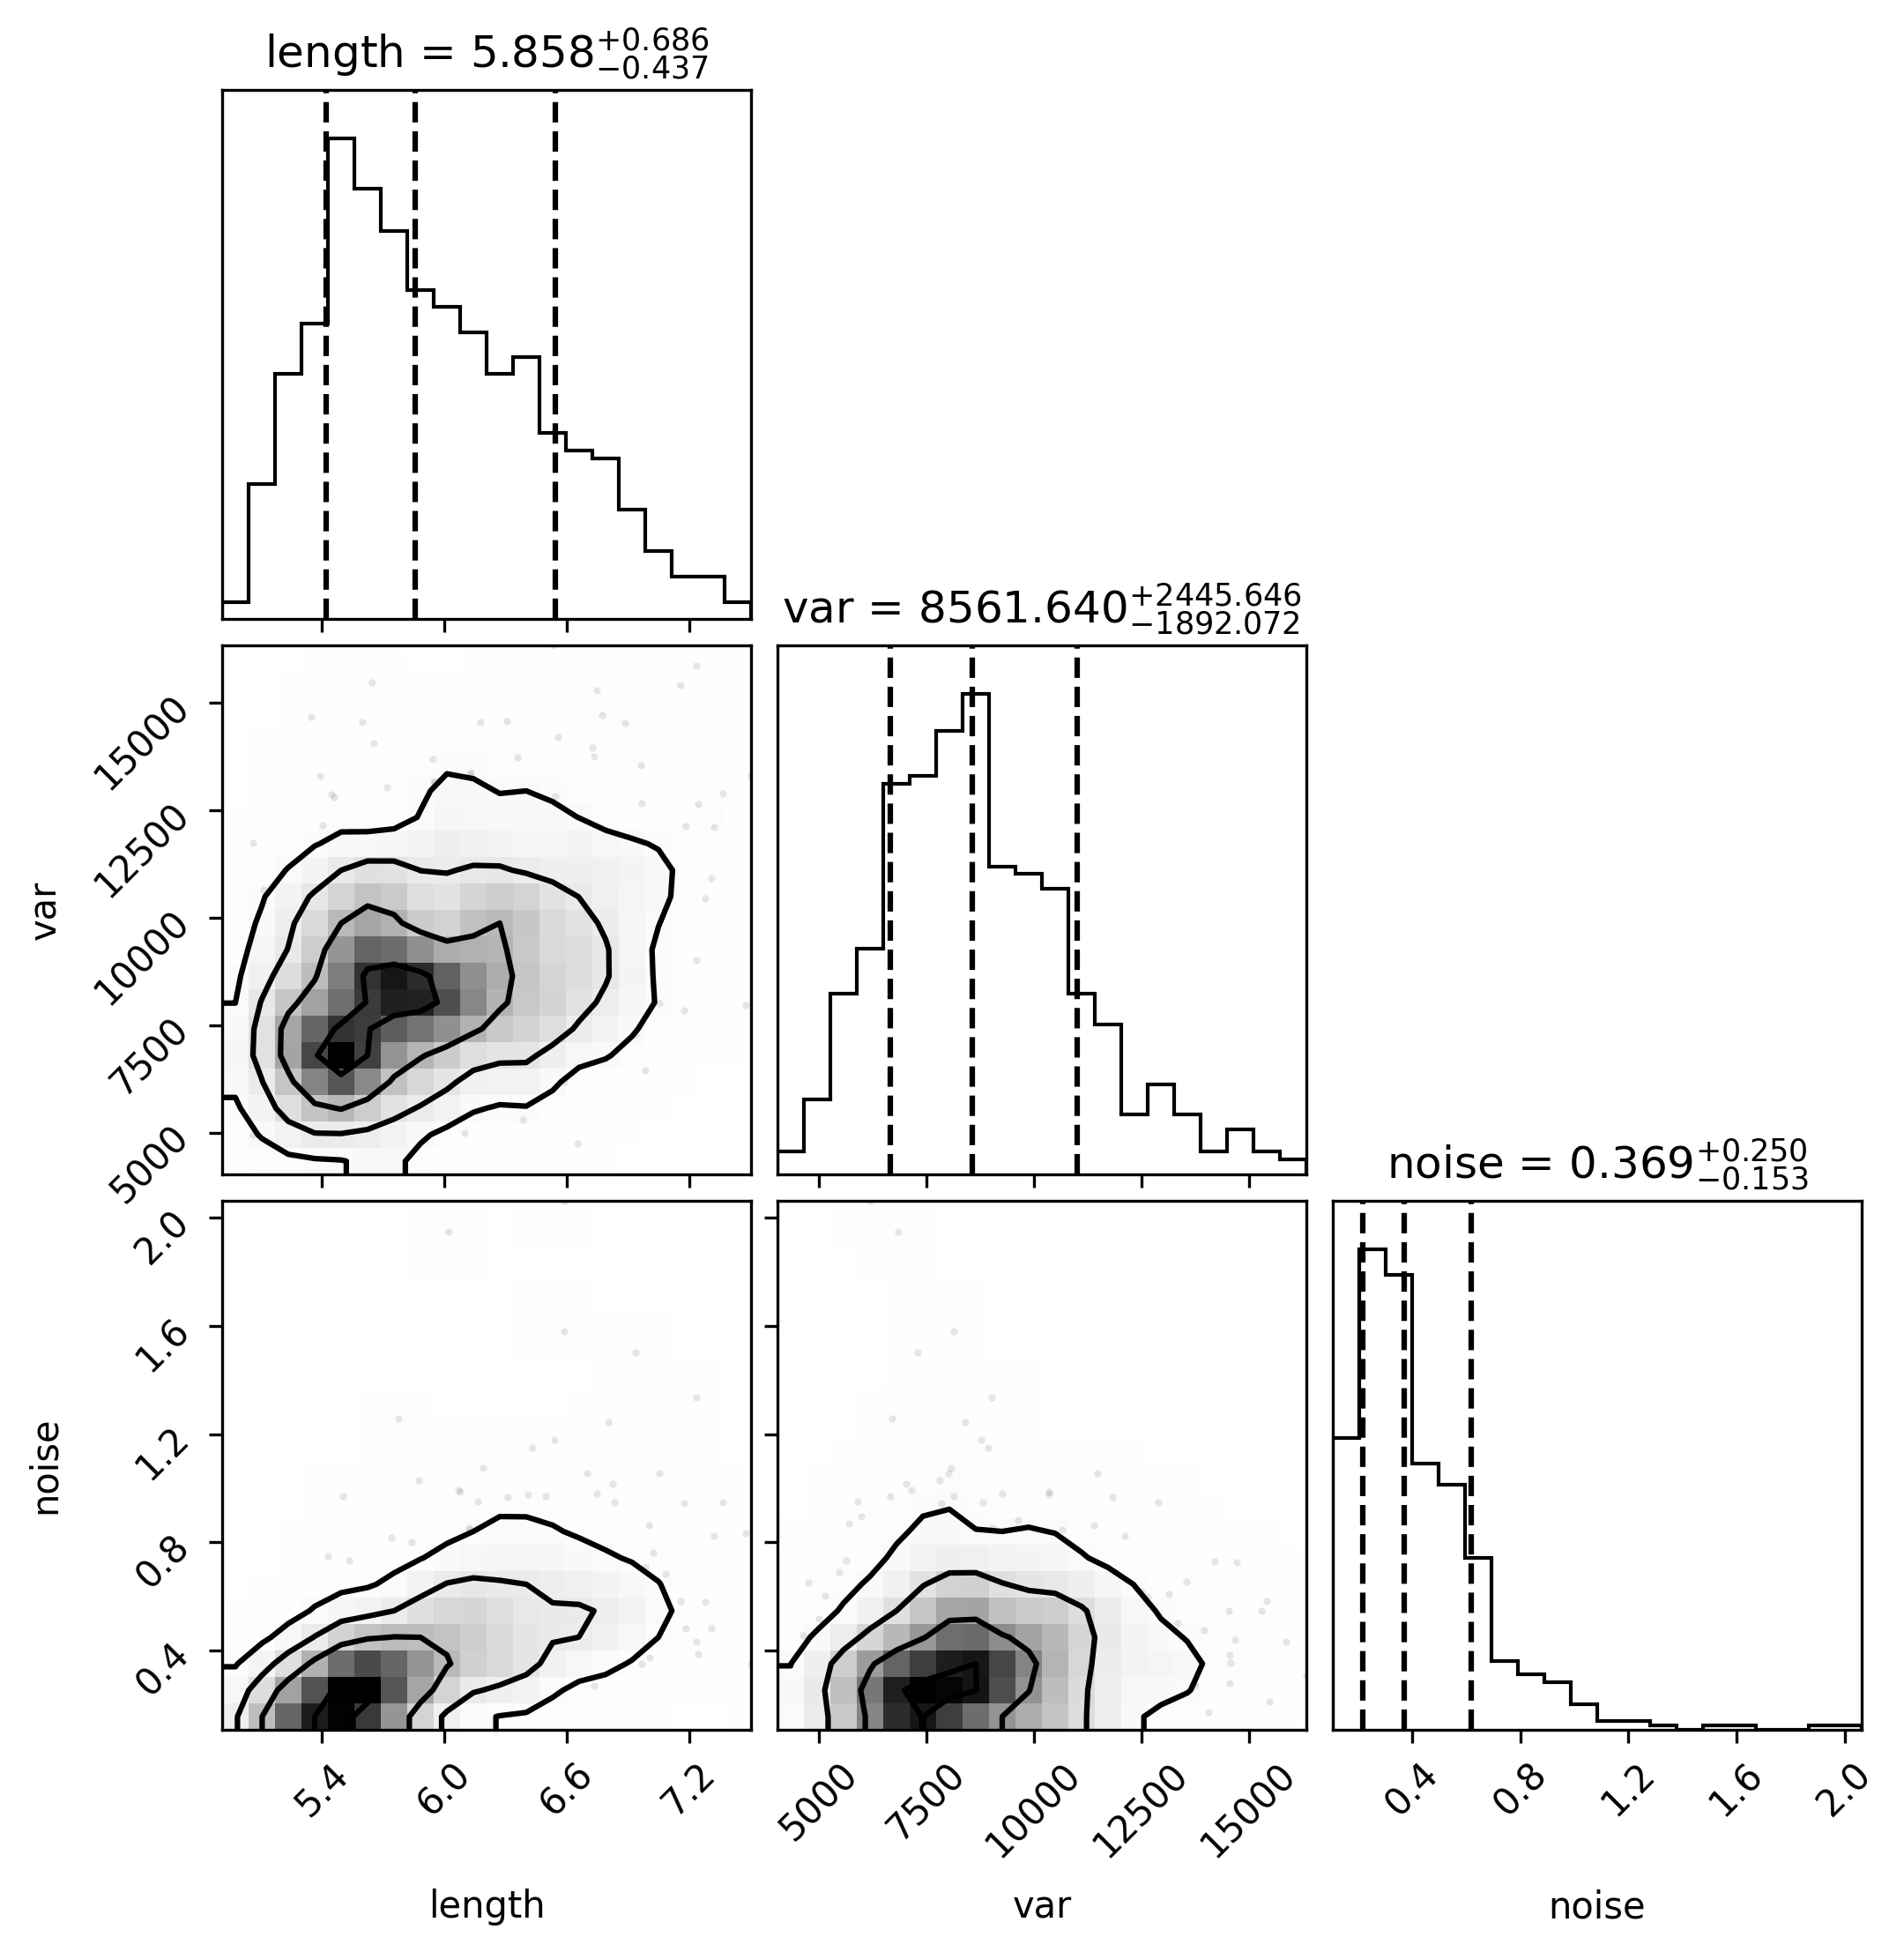 length = 5.858 +0.686 −0.437
var = 8561.640 +2445.646 −1892.072
var
15000
12500
10000
7500
5000
noise = 0.369 +0.250 −0.153
noise
2.0
1.6
1.2
0.8
0.4
5.4 6.0 6.6 7.2
5000 7500 10000 12500 15000
0.4 0.8 1.2 1.6 2.0
length
var
noise